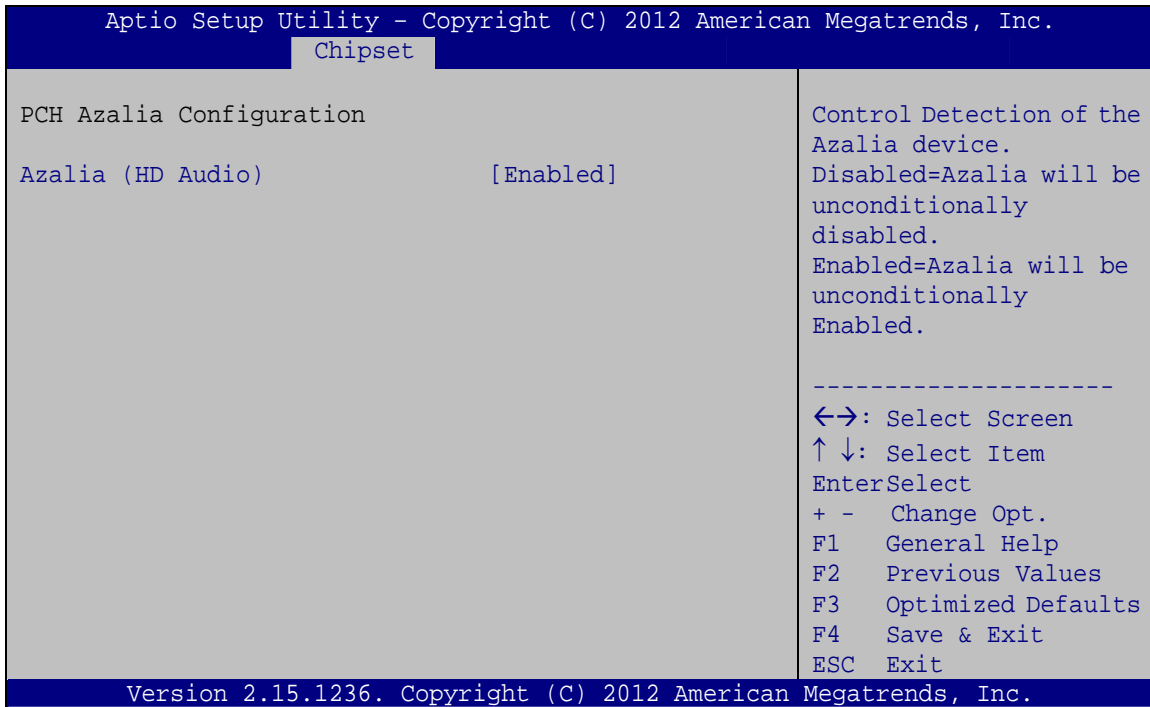 Aptio Setup Utility – Copyright (C) 2012 American Megatrends, Inc.
Chipset
PCH Azalia Configuration
Azalia (HD Audio) [Enabled]
Control Detection of the
Azalia device.
Disabled=Azalia will be
unconditionally
disabled.
Enabled=Azalia will be
unconditionally
Enabled.
---------------------
←→: Select Screen
↑ ↓: Select Item
EnterSelect
+ - Change Opt.
F1 General Help
F2 Previous Values
F3 Optimized Defaults
F4 Save & Exit
ESC Exit
Version 2.15.1236. Copyright (C) 2012 American Megatrends, Inc.